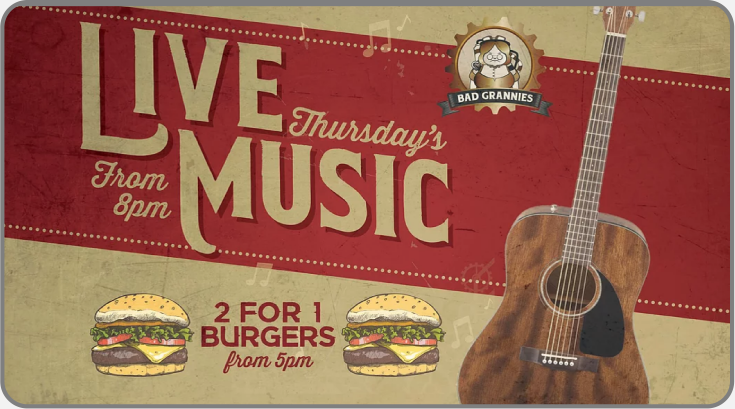 LIVE
Thursday's
From
8pm
MUSIC
BAD GRANNIES
2 FOR 1
BURGERS
from 5pm